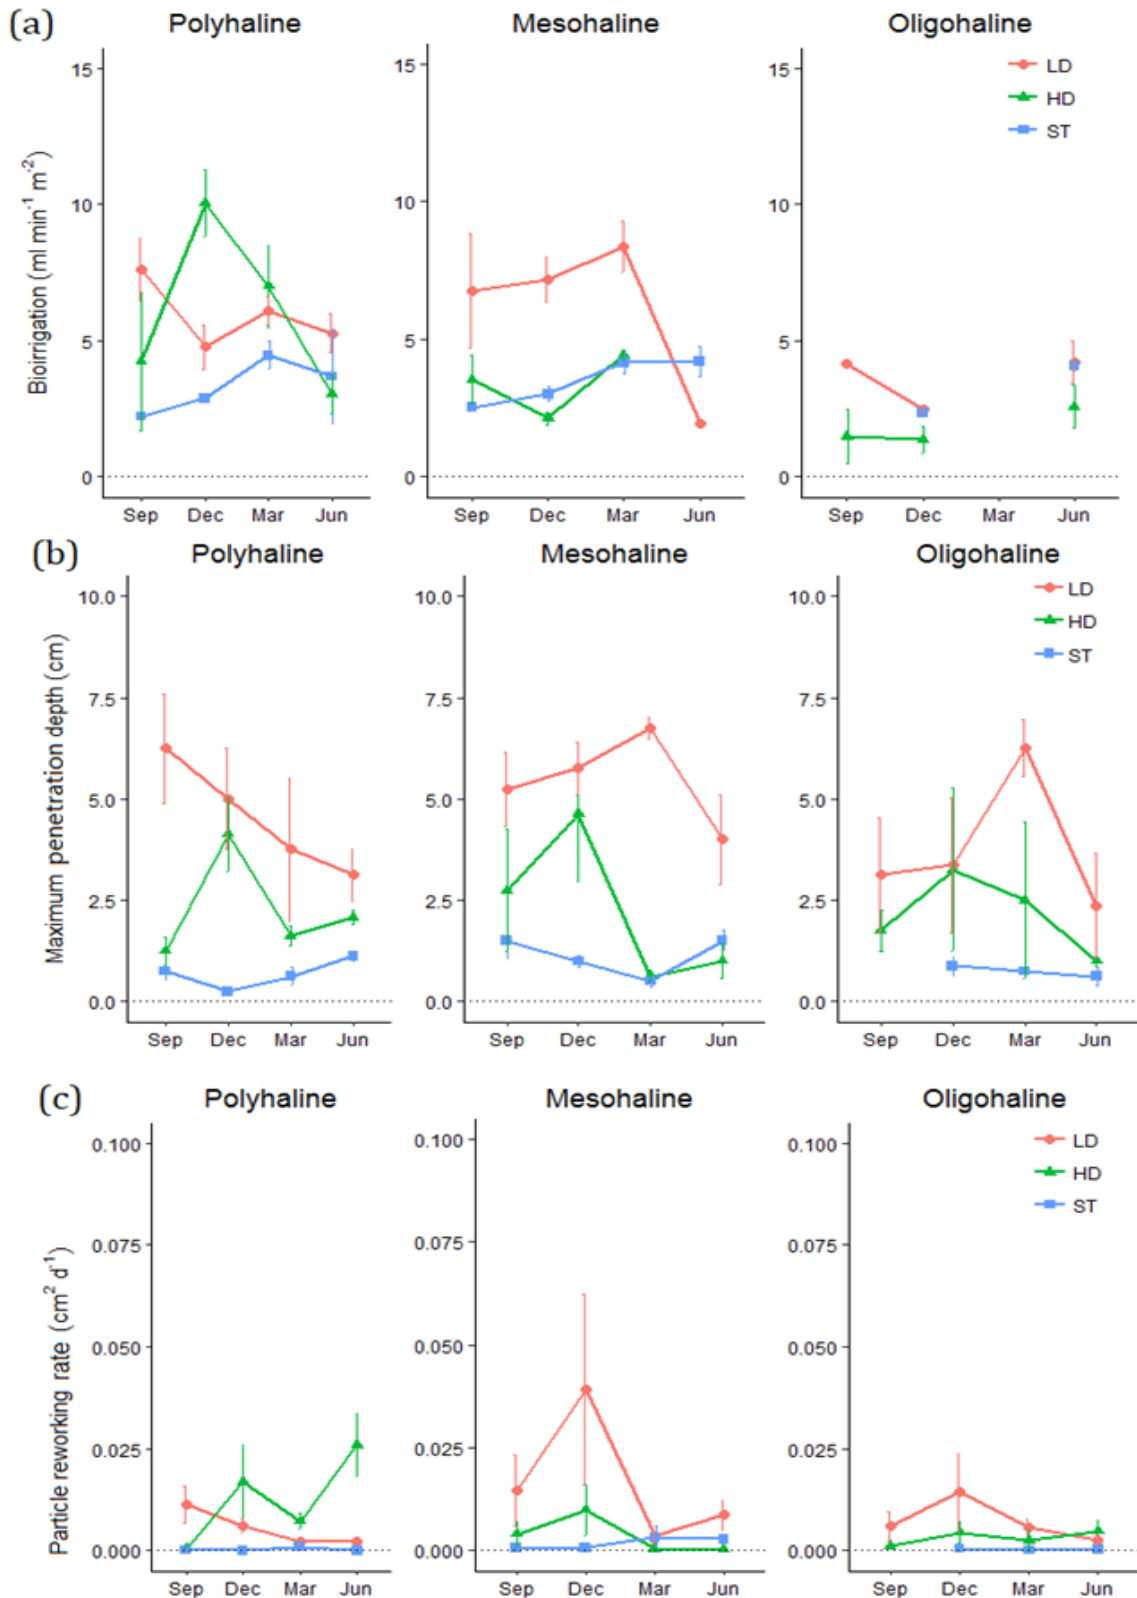 (a) Polyhaline Mesohaline Oligohaline
LD
HD
ST
Bioirrigation (ml min⁻¹ m⁻²)
15
10
5
0
15
10
5
0
15
10
5
0
Sep Dec Mar Jun
Sep Dec Mar Jun
Sep Dec Mar Jun
(b) Polyhaline Mesohaline Oligohaline
LD
HD
ST
Maximum penetration depth (cm)
10.0
7.5
5.0
2.5
0.0
10.0
7.5
5.0
2.5
0.0
10.0
7.5
5.0
2.5
0.0
Sep Dec Mar Jun
Sep Dec Mar Jun
Sep Dec Mar Jun
(c) Polyhaline Mesohaline Oligohaline
LD
HD
ST
Particle reworking rate (cm² d⁻¹)
0.100
0.075
0.050
0.025
0.000
0.100
0.075
0.050
0.025
0.000
0.100
0.075
0.050
0.025
0.000
Sep Dec Mar Jun
Sep Dec Mar Jun
Sep Dec Mar Jun